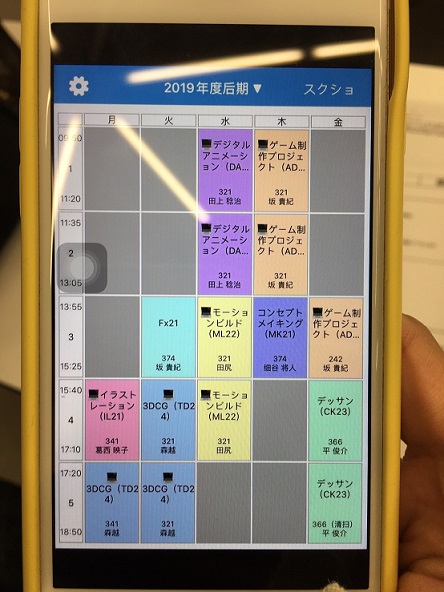 2019年度后期▼
スクショ
月
火
水
木
金
09:50
1
11:20
デジタル
アニメーシ
ョン（DA...
321
田上 稔治
ゲーム制
作プロジェ
クト（AD...
321
坂 貴紀
11:35
2
13:05
デジタル
アニメーシ
ョン（DA...
321
田上 稔治
ゲーム制
作プロジェ
クト（AD...
321
坂 貴紀
13:55
3
15:25
Fx21
374
坂 貴紀
モーショ
ンビルド
（ML22）
321
田尻
コンセプト
メイキング
（MK21）
374
細谷 将人
ゲーム制
作プロジェ
クト（AD...
242
坂 貴紀
15:40
4
17:10
イラスト
レーション
（IL21）
341
葛西 映子
3DCG（TD2
4）
321
森越
モーショ
ンビルド
（ML22）
321
田尻
デッサン
（CK23）
366
平 俊介
17:20
5
18:50
3DCG（TD2
4）
341
森越
3DCG（TD2
4）
321
森越
デッサン
（CK23）
366（清扫）
平 俊介